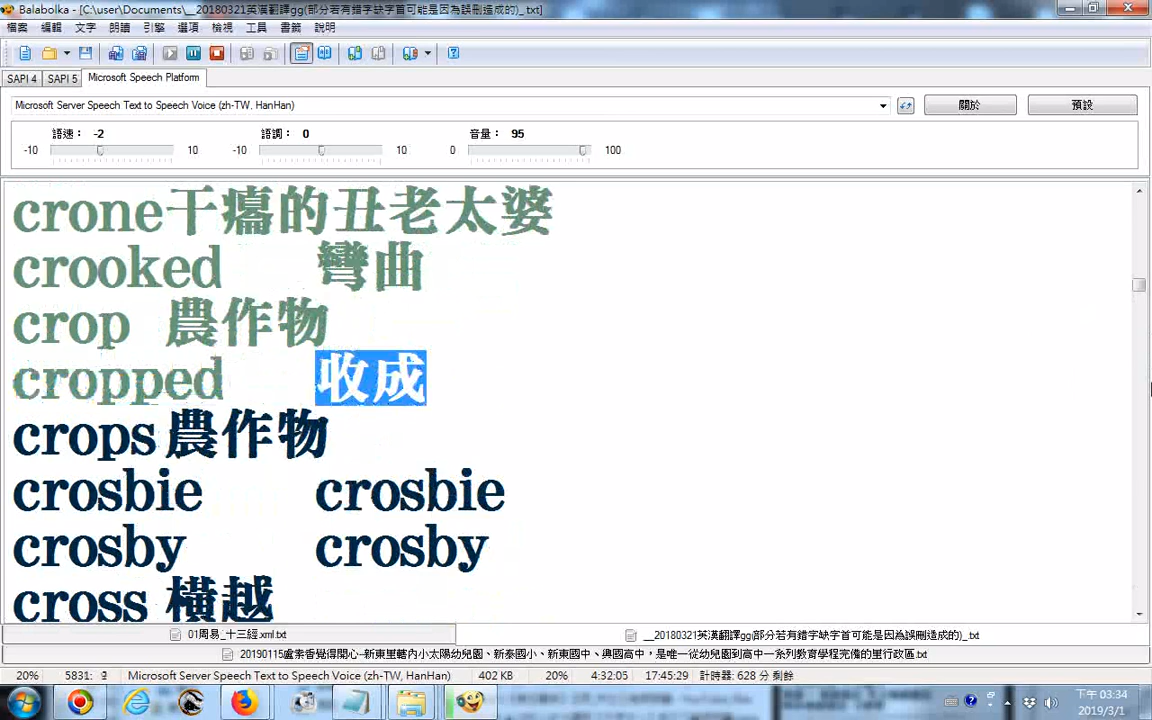 Balabolka - [C:\user\Documents\__20180321英漢翻譯gg(部分若有錯字缺字首可能是因為誤刪造成的)_.txt]
檔案 編輯 文字 朗讀 引擎 選項 檢視 工具 書籤 說明
SAPI 4 SAPI 5 Microsoft Speech Platform
Microsoft Server Speech Text to Speech Voice (zh-TW, HanHan) 關於 預設
語速： -2 語調： 0 音量： 95
-10 10 -10 10 0 100
crone干癟的丑老太婆
crooked 彎曲
crop 農作物
cropped 收成
crops 農作物
crosbie crosbie
crosby crosby
cross 橫越
01周易_十三經.xml.txt __20180321英漢翻譯gg(部分若有錯字缺字首可能是因為誤刪造成的)_.txt
20190115盧素香覺得開心-新東里轄內小太陽幼兒園、新泰國小、新東國中、興國高中，是唯一從幼兒園到高中一系列教育學程完備的里行政區.txt
20% 5831: 9 Microsoft Server Speech Text to Speech Voice (zh-TW, HanHan) 402 KB 20% 4:32:05 17:45:29 計時器: 628 分 剩餘
下午 03:34
2019/3/1